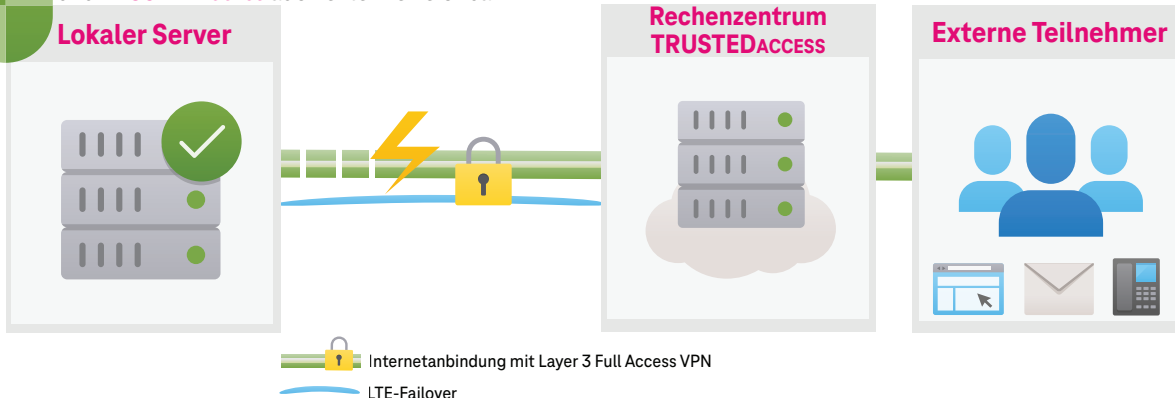 Lokaler Server
Rechenzentrum
TRUSTEDACCESS
Externe Teilnehmer
Internetanbindung mit Layer 3 Full Access VPN
LTE-Failover